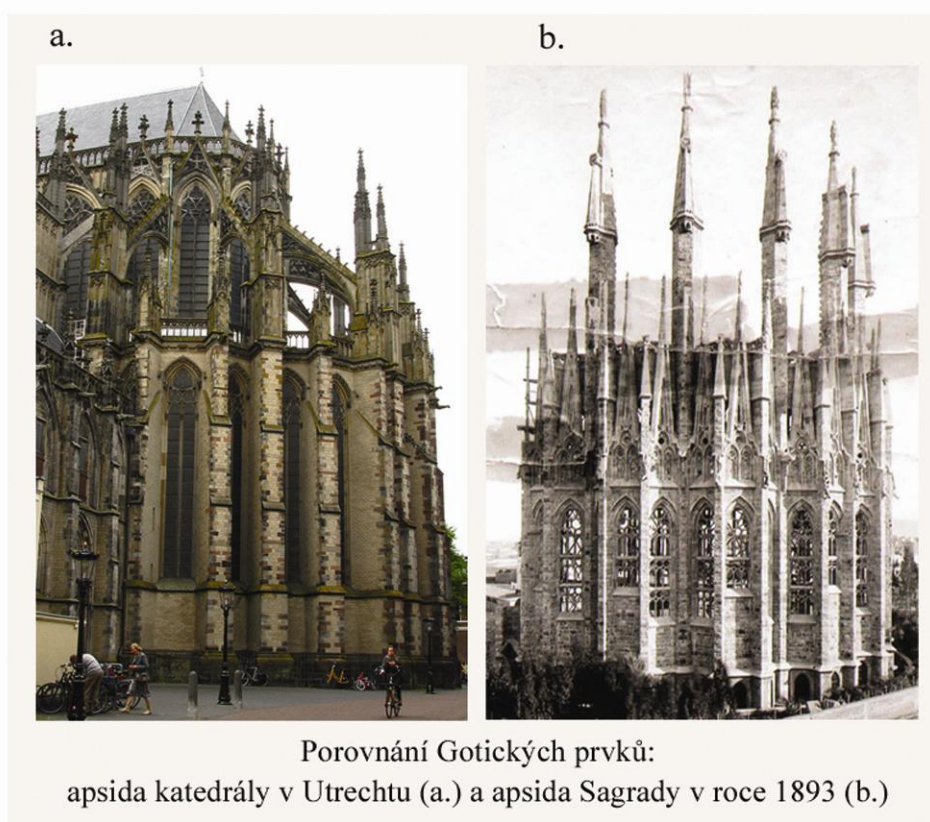 a.
b.
Porovnání Gotických prvků:
apsida katedrály v Utrechtu (a.) a apsida Sagrady v roce 1893 (b.)